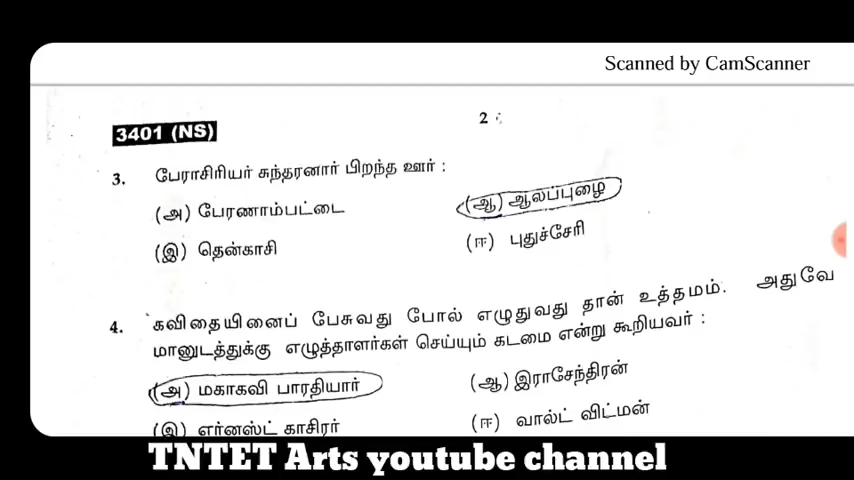 Scanned by CamScanner
3401 (NS)
2
3. பேராசிரியர் சுந்தரனார் பிறந்த ஊர் :
(அ) பேரணாம்பட்டை (ஆ) ஆலப்புழை
(இ) தென்காசி (ஈ) புதுச்சேரி
4. கவிதையினைப் பேசுவது போல் எழுதுவது தான் உத்தமம். அதுவே
மானுடத்துக்கு எழுத்தாளர்கள் செய்யும் கடமை என்று கூறியவர் :
(அ) மகாகவி பாரதியார் (ஆ) இராசேந்திரன்
(இ) எர்னஸ்ட் காசிரர் (ஈ) வால்ட் விட்மன்
TNTET Arts youtube channel